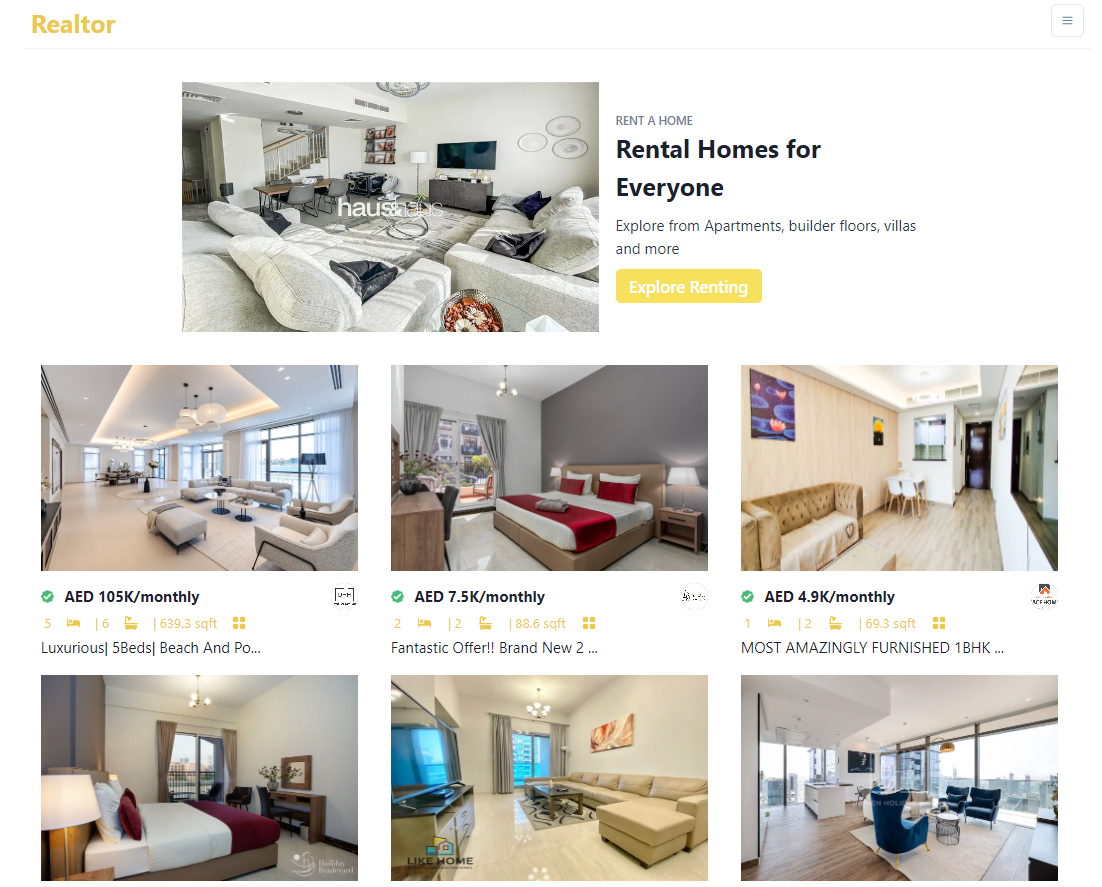 Realtor
RENT A HOME
Rental Homes for
Everyone
Explore from Apartments, builder floors, villas
and more
Explore Renting
haus&haus
AED 105K/monthly
5 | 6 | 639.3 sqft
Luxurious| 5Beds| Beach And Po...
AED 7.5K/monthly
2 | 2 | 88.6 sqft
Fantastic Offer!! Brand New 2 ...
AED 4.9K/monthly
1 | 2 | 69.3 sqft
MOST AMAZINGLY FURNISHED 1BHK ...
Holiday
Boulevard
LIKE HOME